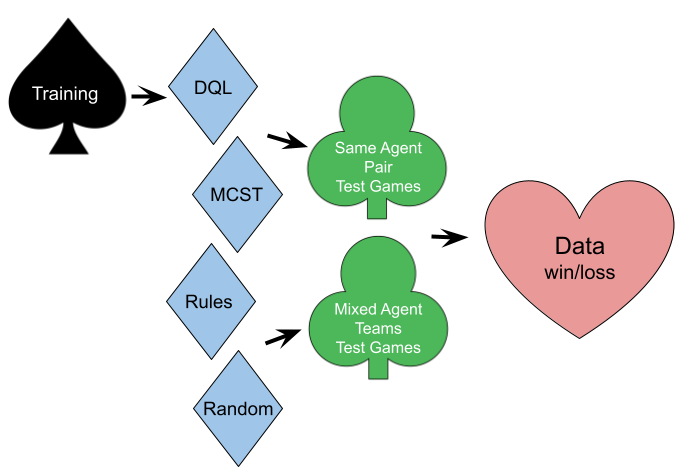 Training
DQL
MCST
Rules
Random
Same Agent
Pair
Test Games
Mixed Agent
Teams
Test Games
Data
win/loss